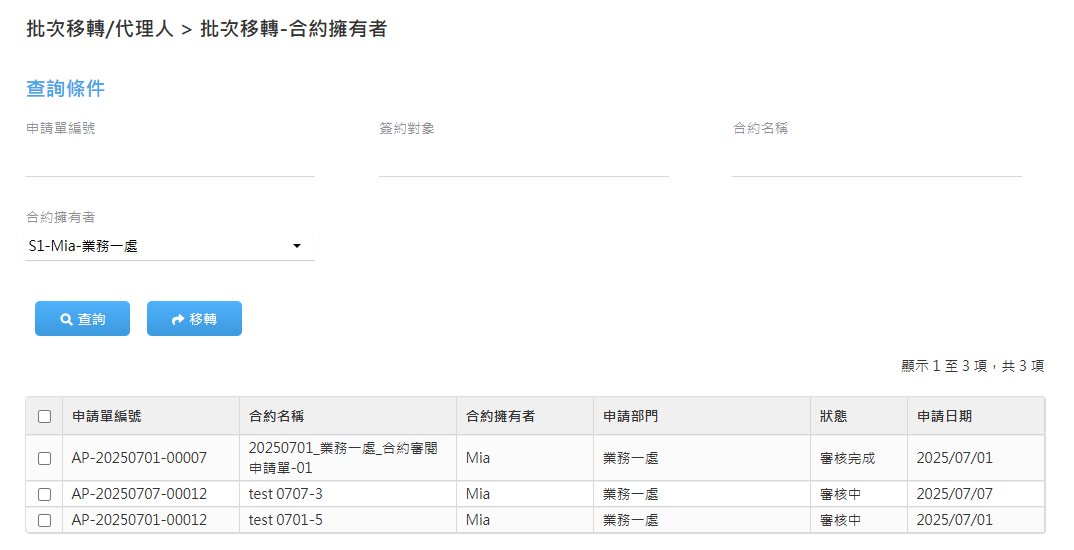 批次移轉/代理人 > 批次移轉-合約擁有者
查詢條件
申請單編號 簽約對象 合約名稱
合約擁有者
S1-Mia-業務一處
查詢 移轉
顯示 1 至 3 項，共 3 項
申請單編號 合約名稱 合約擁有者 申請部門 狀態 申請日期
AP-20250701-00007 20250701_業務一處_合約審閱申請單-01 Mia 業務一處 審核完成 2025/07/01
AP-20250707-00012 test 0707-3 Mia 業務一處 審核中 2025/07/07
AP-20250701-00012 test 0701-5 Mia 業務一處 審核中 2025/07/01